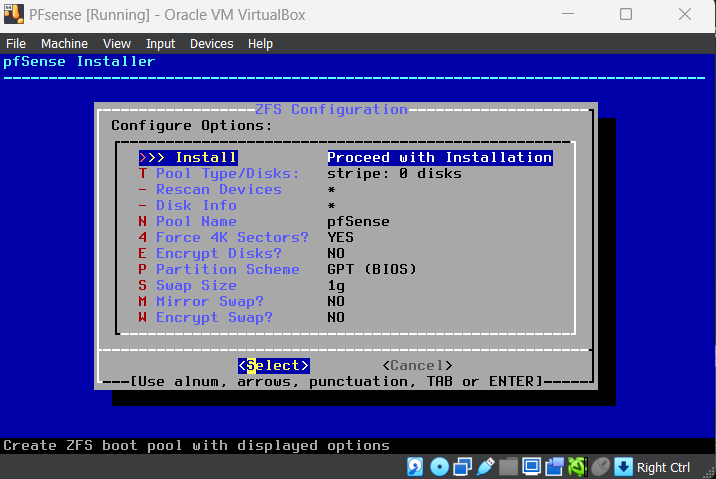 PFsense [Running] - Oracle VM VirtualBox
File Machine View Input Devices Help
pfSense Installer
ZFS Configuration
Configure Options:
>>> Install Proceed with Installation
T Pool Type/Disks: stripe: 0 disks
- Rescan Devices *
- Disk Info *
N Pool Name pfSense
4 Force 4K Sectors? YES
E Encrypt Disks? NO
P Partition Scheme GPT (BIOS)
S Swap Size 1g
M Mirror Swap? NO
W Encrypt Swap? NO
<Select> <Cancel>
[Use alnum, arrows, punctuation, TAB or ENTER]
Create ZFS boot pool with displayed options
Right Ctrl